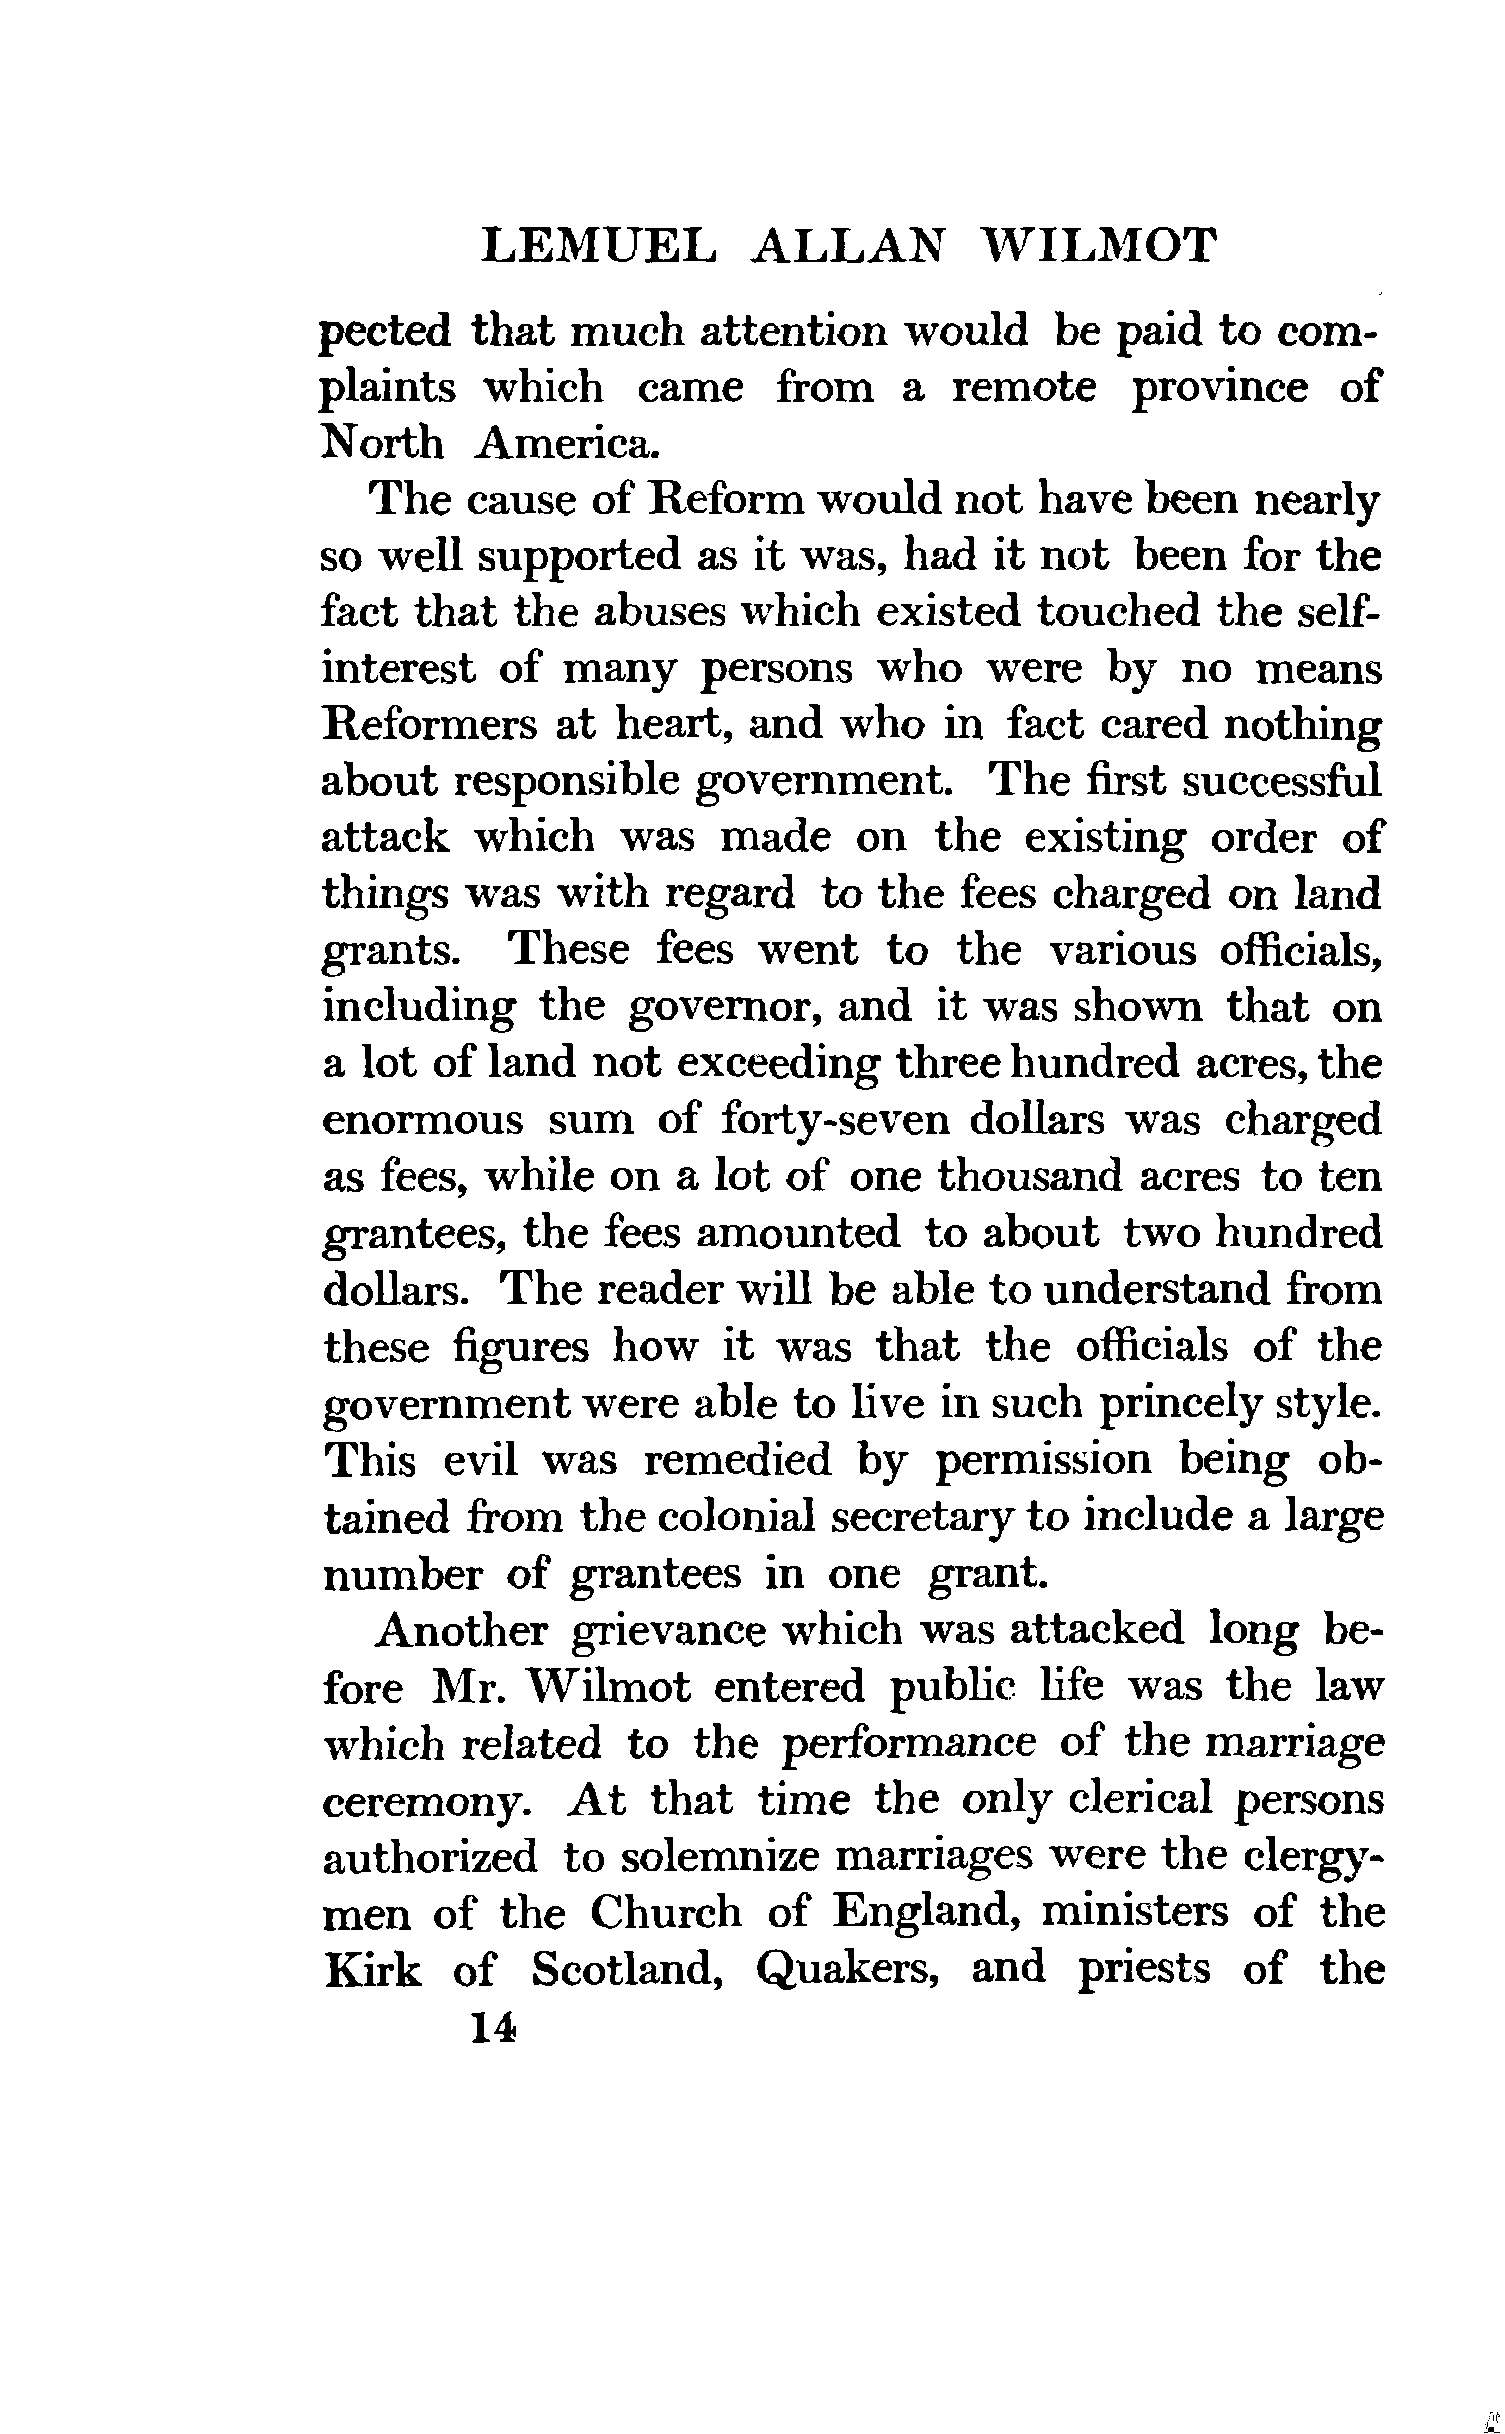 LEMUEL ALLAN WILMOT
pected that much attention would be paid to com-
plaints which came from a remote province of
North America.
The cause of Reform would not have been nearly
so well supported as it was, had it not been for the
fact that the abuses which existed touched the self-
interest of many persons who were by no means
Reformers at heart, and who in fact cared nothing
about responsible government. The first successful
attack which was made on the existing order of
things was with regard to the fees charged on land
grants. These fees went to the various officials,
including the governor, and it was shown that on
a lot of land not exceeding three hundred acres, the
enormous sum of forty-seven dollars was charged
as fees, while on a lot of one thousand acres to ten
grantees, the fees amounted to about two hundred
dollars. The reader will be able to understand from
these figures how it was that the officials of the
government were able to live in such princely style.
This evil was remedied by permission being ob-
tained from the colonial secretary to include a large
number of grantees in one grant.
Another grievance which was attacked long be-
fore Mr. Wilmot entered public life was the law
which related to the performance of the marriage
ceremony. At that time the only clerical persons
authorized to solemnize marriages were the clergy-
men of the Church of England, ministers of the
Kirk of Scotland, Quakers, and priests of the
14